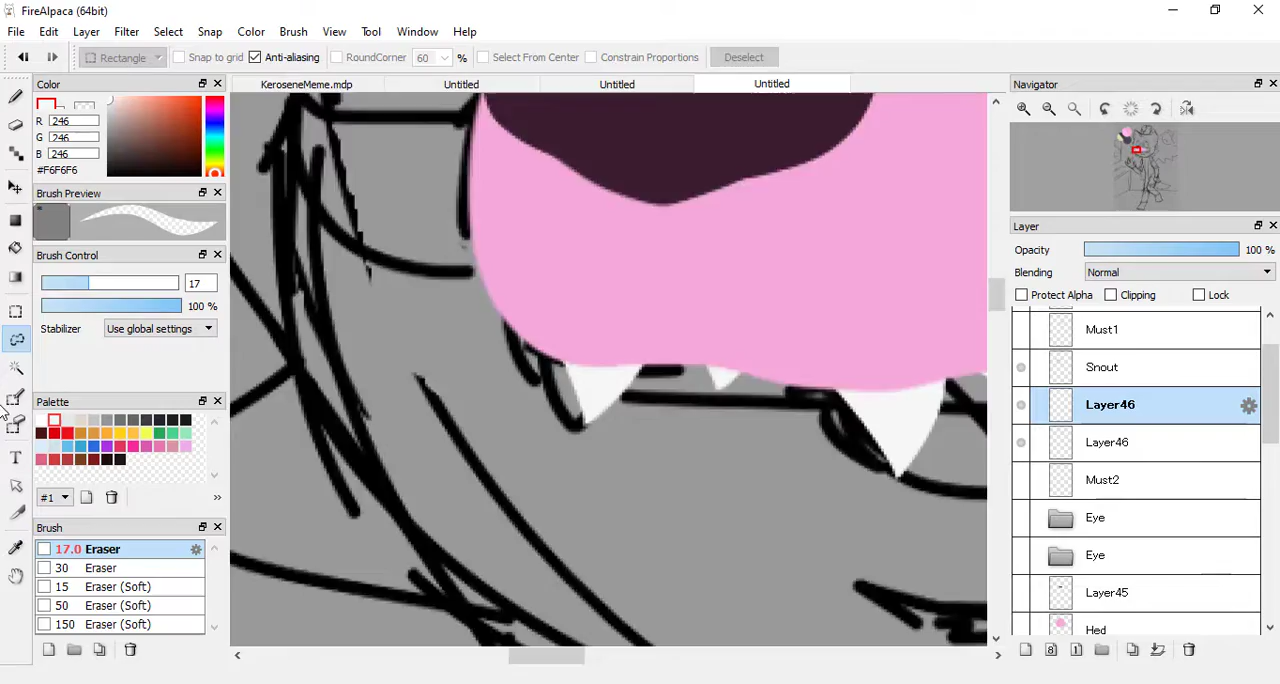 FireAlpaca (64bit)
File Edit Layer Filter Select Snap Color Brush View Tool Window Help
Rectangle Snap to grid Anti-aliasing RoundCorner 60 % Select From Center Constrain Proportions Deselect
Color
KeroseneMeme.mdp Untitled Untitled Untitled
Navigator
R 246
G 246
B 246
#F6F6F6
Brush Preview
Brush Control
17
100 %
Stabilizer Use global settings
Palette
#1
»
Brush
17.0 Eraser
30 Eraser
15 Eraser (Soft)
50 Eraser (Soft)
150 Eraser (Soft)
Layer
Opacity 100 %
Blending Normal
Protect Alpha Clipping Lock
Must1
Snout
Layer46
Layer46
Must2
Eye
Eye
Layer45
Hed